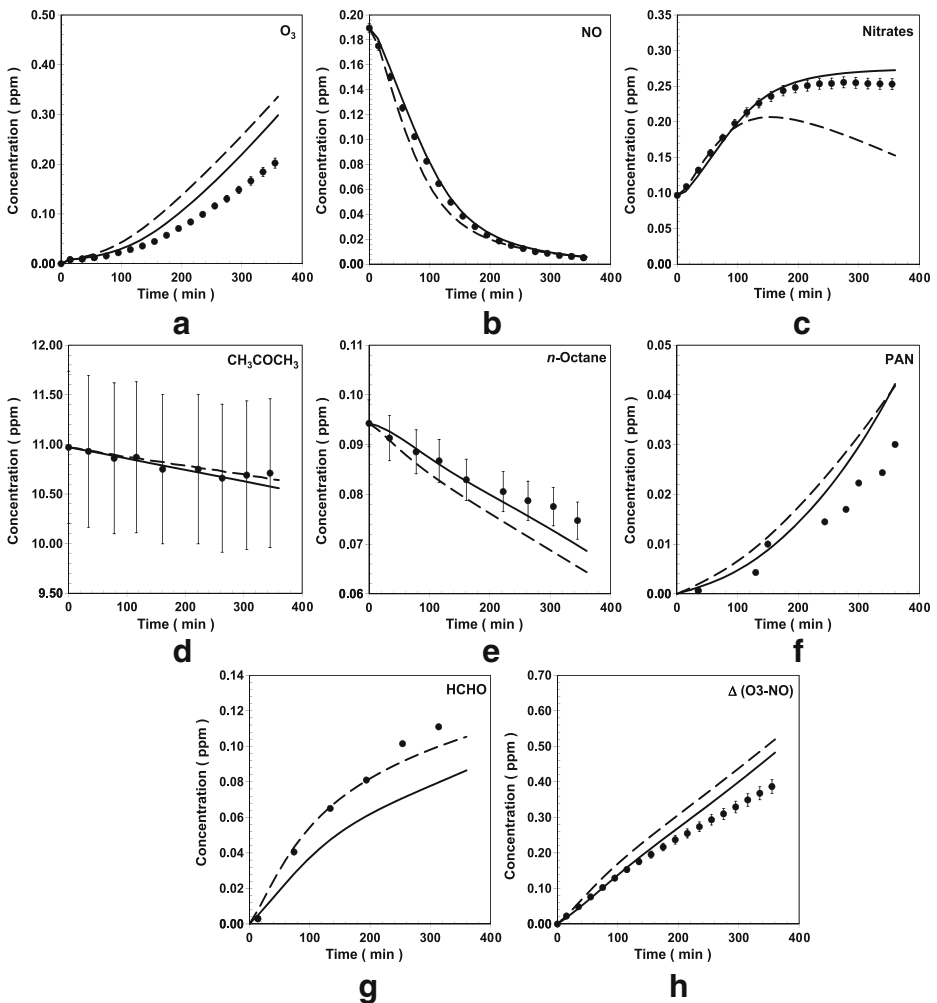 O₃
Concentration ( ppm )
0.50
0.40
0.30
0.20
0.10
0.00
0 100 200 300 400
Time ( min )
a
NO
Concentration ( ppm )
0.20
0.18
0.16
0.14
0.12
0.10
0.08
0.06
0.04
0.02
0.00
0 100 200 300 400
Time ( min )
b
Nitrates
Concentration ( ppm )
0.35
0.30
0.25
0.20
0.15
0.10
0.05
0.00
0 100 200 300 400
Time ( min )
c
CH₃COCH₃
Concentration ( ppm )
12.00
11.50
11.00
10.50
10.00
9.50
0 100 200 300 400
Time ( min )
d
n-Octane
Concentration ( ppm )
0.11
0.10
0.09
0.08
0.07
0.06
0 100 200 300 400
Time ( min )
e
PAN
Concentration ( ppm )
0.05
0.04
0.03
0.02
0.01
0.00
0 100 200 300 400
Time ( min )
f
HCHO
Concentration ( ppm )
0.14
0.12
0.10
0.08
0.06
0.04
0.02
0.00
0 100 200 300 400
Time ( min )
g
Δ (O3-NO)
Concentration ( ppm )
0.70
0.60
0.50
0.40
0.30
0.20
0.10
0.00
0 100 200 300 400
Time ( min )
h